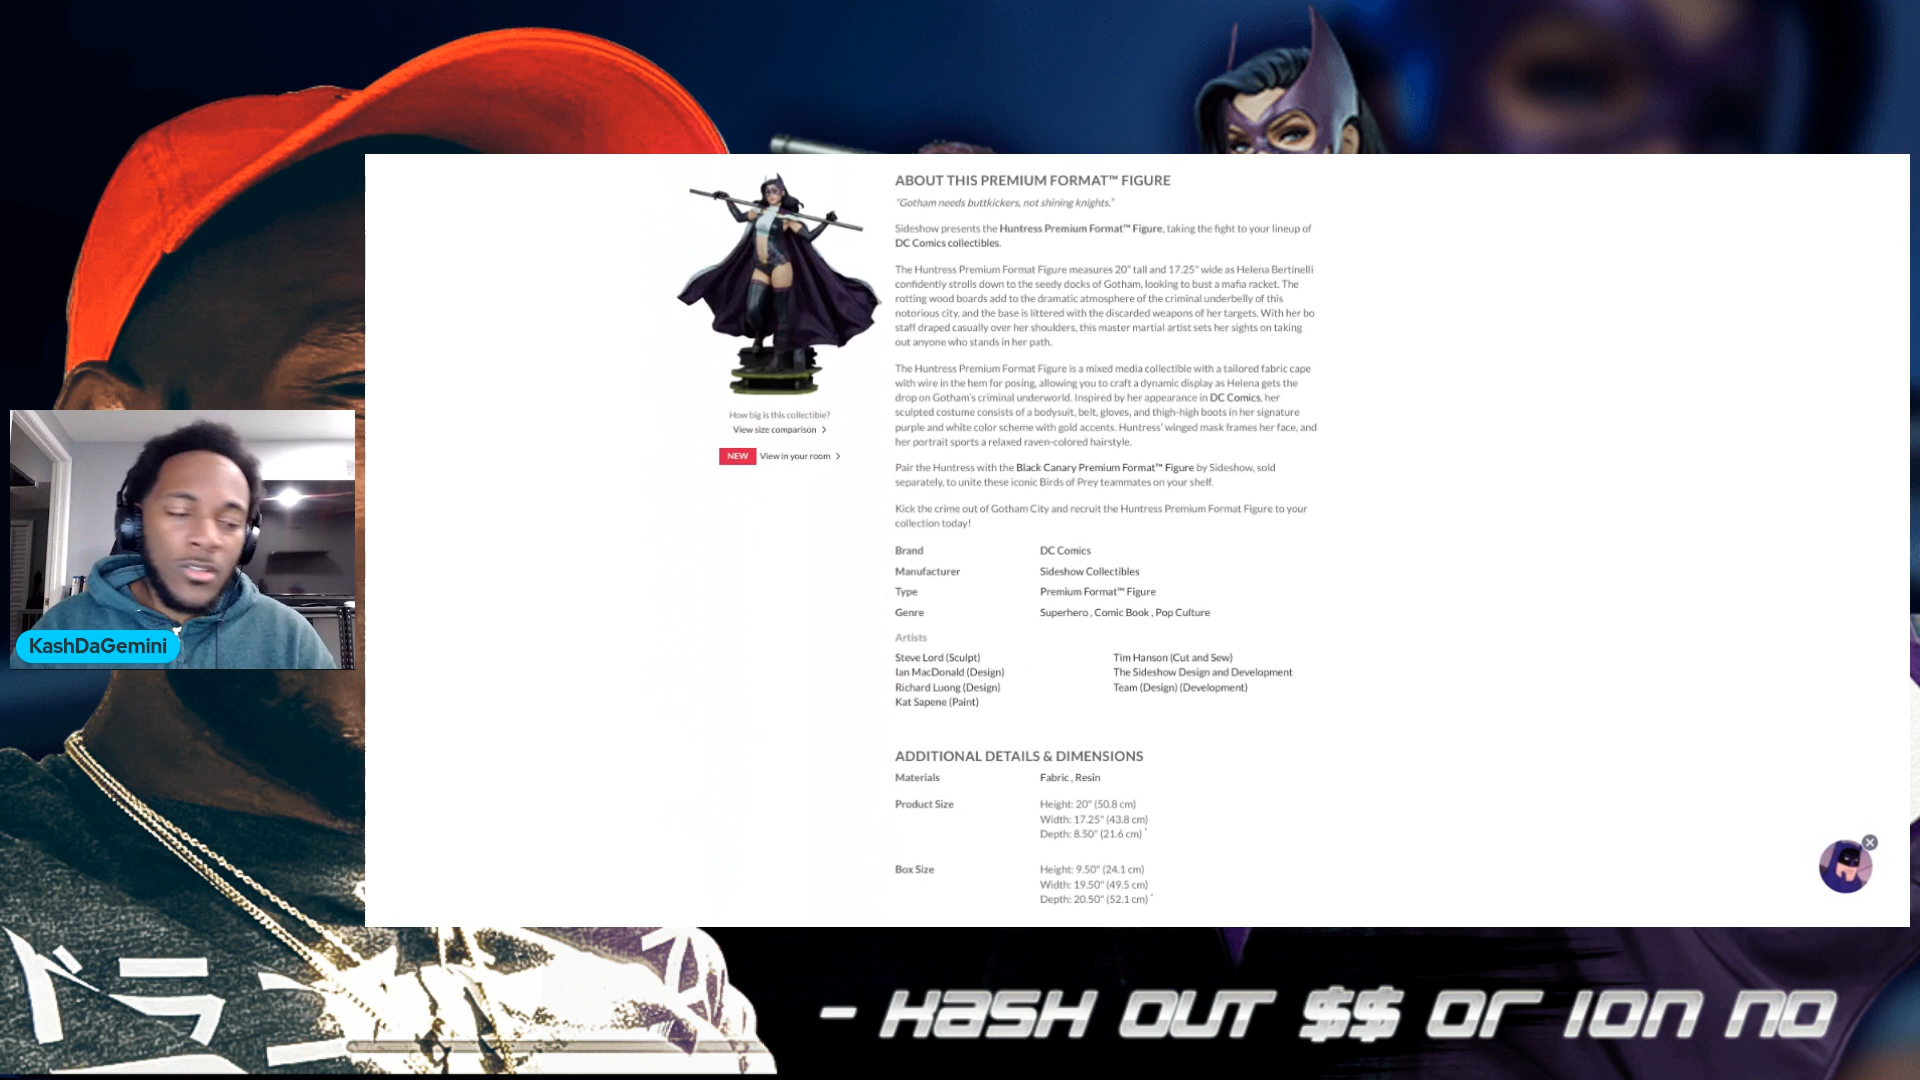 ABOUT THIS PREMIUM FORMAT™ FIGURE
"Gotham needs buttkickers, not shining knights."
Sideshow presents the Huntress Premium Format™ Figure, taking the fight to your lineup of
DC Comics collectibles.
The Huntress Premium Format Figure measures 20" tall and 17.25" wide as Helena Bertinelli
confidently strolls down to the seedy docks of Gotham, looking to bust a mafia racket. The
rotting wood boards add to the dramatic atmosphere of the criminal underbelly of this
notorious city, and the base is littered with the discarded weapons of her targets. With her bo
staff draped casually over her shoulders, this master martial artist sets her sights on taking
out anyone who stands in her path.
The Huntress Premium Format Figure is a mixed media collectible with a tailored fabric cape
with wire in the hem for posing, allowing you to craft a dynamic display as Helena gets the
drop on Gotham's criminal underworld. Inspired by her appearance in DC Comics, her
sculpted costume consists of a bodysuit, belt, gloves, and thigh-high boots in her signature
purple and white color scheme with gold accents. Huntress' winged mask frames her face, and
her portrait sports a relaxed raven-colored hairstyle.
Pair the Huntress with the Black Canary Premium Format™ Figure by Sideshow, sold
separately, to unite these iconic Birds of Prey teammates on your shelf.
Kick the crime out of Gotham City and recruit the Huntress Premium Format Figure to your
collection today!
How big is this collectible?
View size comparison >
NEW View in your room >
Brand DC Comics
Manufacturer Sideshow Collectibles
Type Premium Format™ Figure
Genre Superhero , Comic Book , Pop Culture
Artists
Steve Lord (Sculpt)
Ian MacDonald (Design)
Richard Luong (Design)
Kat Sapene (Paint)
Tim Hanson (Cut and Sew)
The Sideshow Design and Development
Team (Design) (Development)
ADDITIONAL DETAILS & DIMENSIONS
Materials Fabric , Resin
Product Size Height: 20" (50.8 cm)
Width: 17.25" (43.8 cm)
Depth: 8.50" (21.6 cm) *
Box Size Height: 9.50" (24.1 cm)
Width: 19.50" (49.5 cm)
Depth: 20.50" (52.1 cm) *
KashDaGemini
ドラ
- KASH OUT $$ OR ION NO